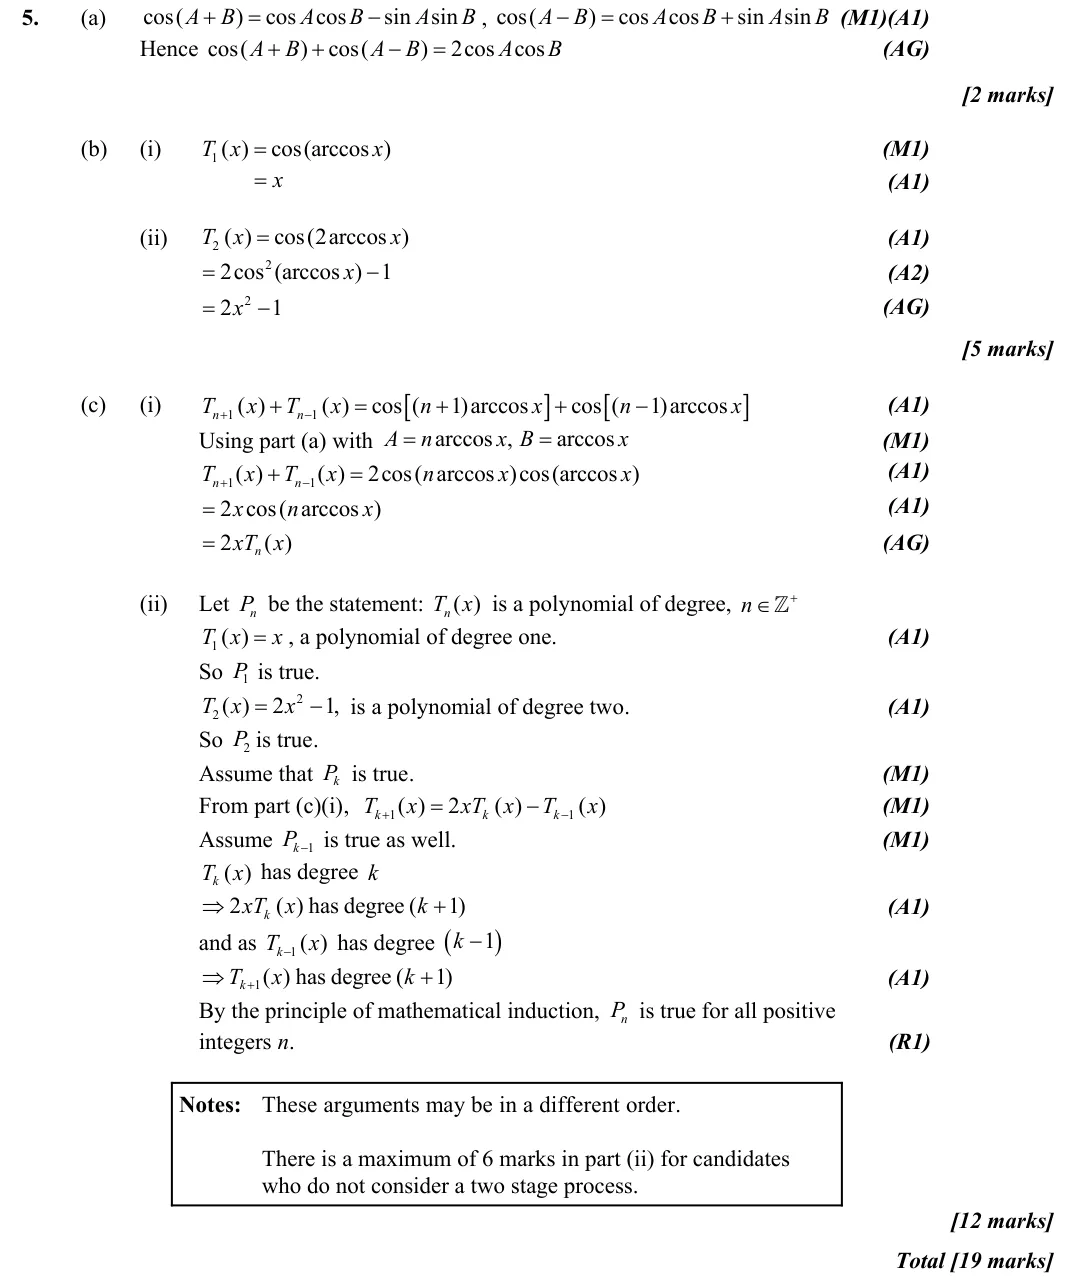 5. (a) cos(A + B) = cos A cos B − sin A sin B , cos(A − B) = cos A cos B + sin A sin B (M1)(A1)
Hence cos(A + B) + cos(A − B) = 2 cos A cos B (AG)
[2 marks]
(b) (i) T₁(x) = cos(arccos x) (M1)
= x (A1)
(ii) T₂(x) = cos(2 arccos x) (A1)
= 2 cos²(arccos x) − 1 (A2)
= 2x² − 1 (AG)
[5 marks]
(c) (i) Tₙ₊₁(x) + Tₙ₋₁(x) = cos[(n + 1) arccos x] + cos[(n − 1) arccos x] (A1)
Using part (a) with A = n arccos x, B = arccos x (M1)
Tₙ₊₁(x) + Tₙ₋₁(x) = 2 cos(n arccos x) cos(arccos x) (A1)
= 2x cos(n arccos x) (A1)
= 2xTₙ(x) (AG)
(ii) Let Pₙ be the statement: Tₙ(x) is a polynomial of degree, n ∈ ℤ⁺
T₁(x) = x , a polynomial of degree one. (A1)
So P₁ is true.
T₂(x) = 2x² − 1, is a polynomial of degree two. (A1)
So P₂ is true.
Assume that Pₖ is true. (M1)
From part (c)(i), Tₖ₊₁(x) = 2xTₖ(x) − Tₖ₋₁(x) (M1)
Assume Pₖ₋₁ is true as well. (M1)
Tₖ(x) has degree k
⇒ 2xTₖ(x) has degree (k + 1) (A1)
and as Tₖ₋₁(x) has degree (k − 1)
⇒ Tₖ₊₁(x) has degree (k + 1) (A1)
By the principle of mathematical induction, Pₙ is true for all positive
integers n. (R1)
Notes: These arguments may be in a different order.
There is a maximum of 6 marks in part (ii) for candidates
who do not consider a two stage process.
[12 marks]
Total [19 marks]